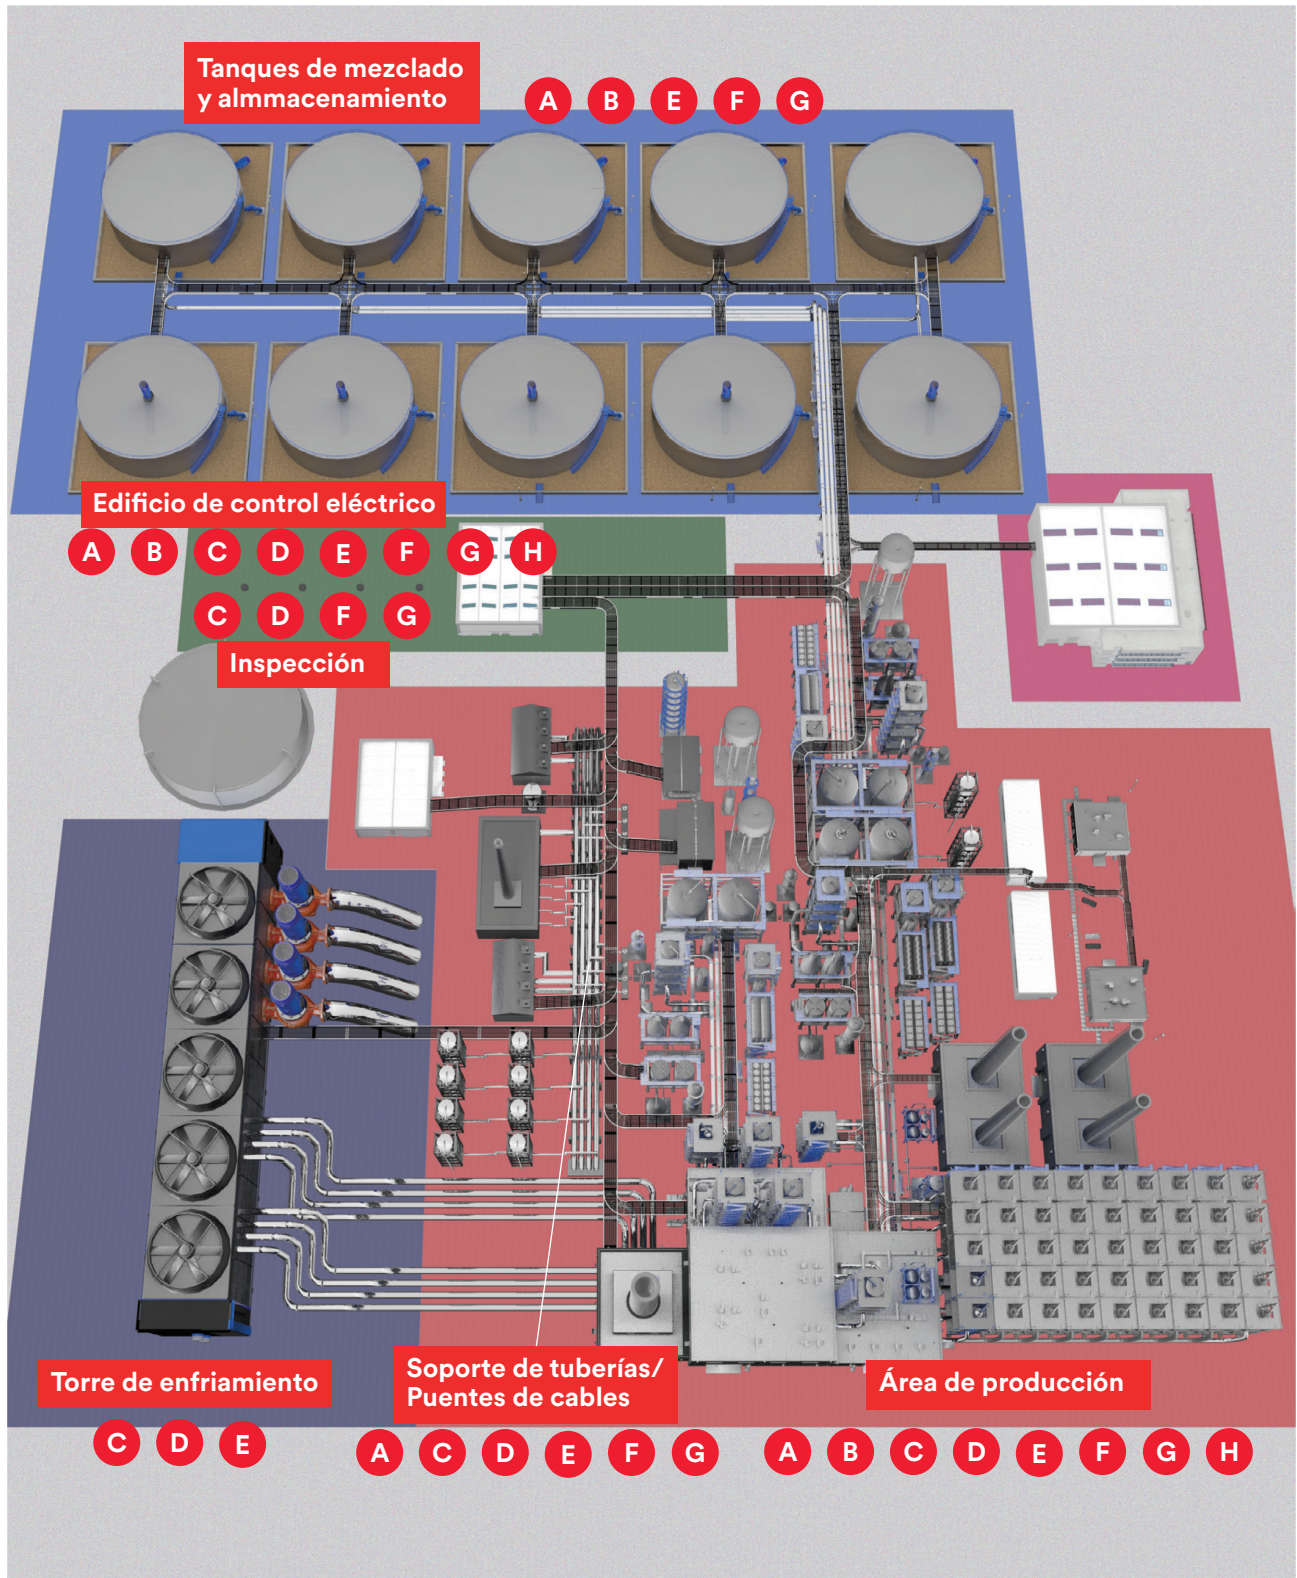 Tanques de mezclado
y almmacenamiento
A B E F G
Edificio de control eléctrico
A B C D E F G H
C D F G
Inspección
Torre de enfriamiento
C D E
Soporte de tuberías/
Puentes de cables
A C D E F G
Área de producción
A B C D E F G H